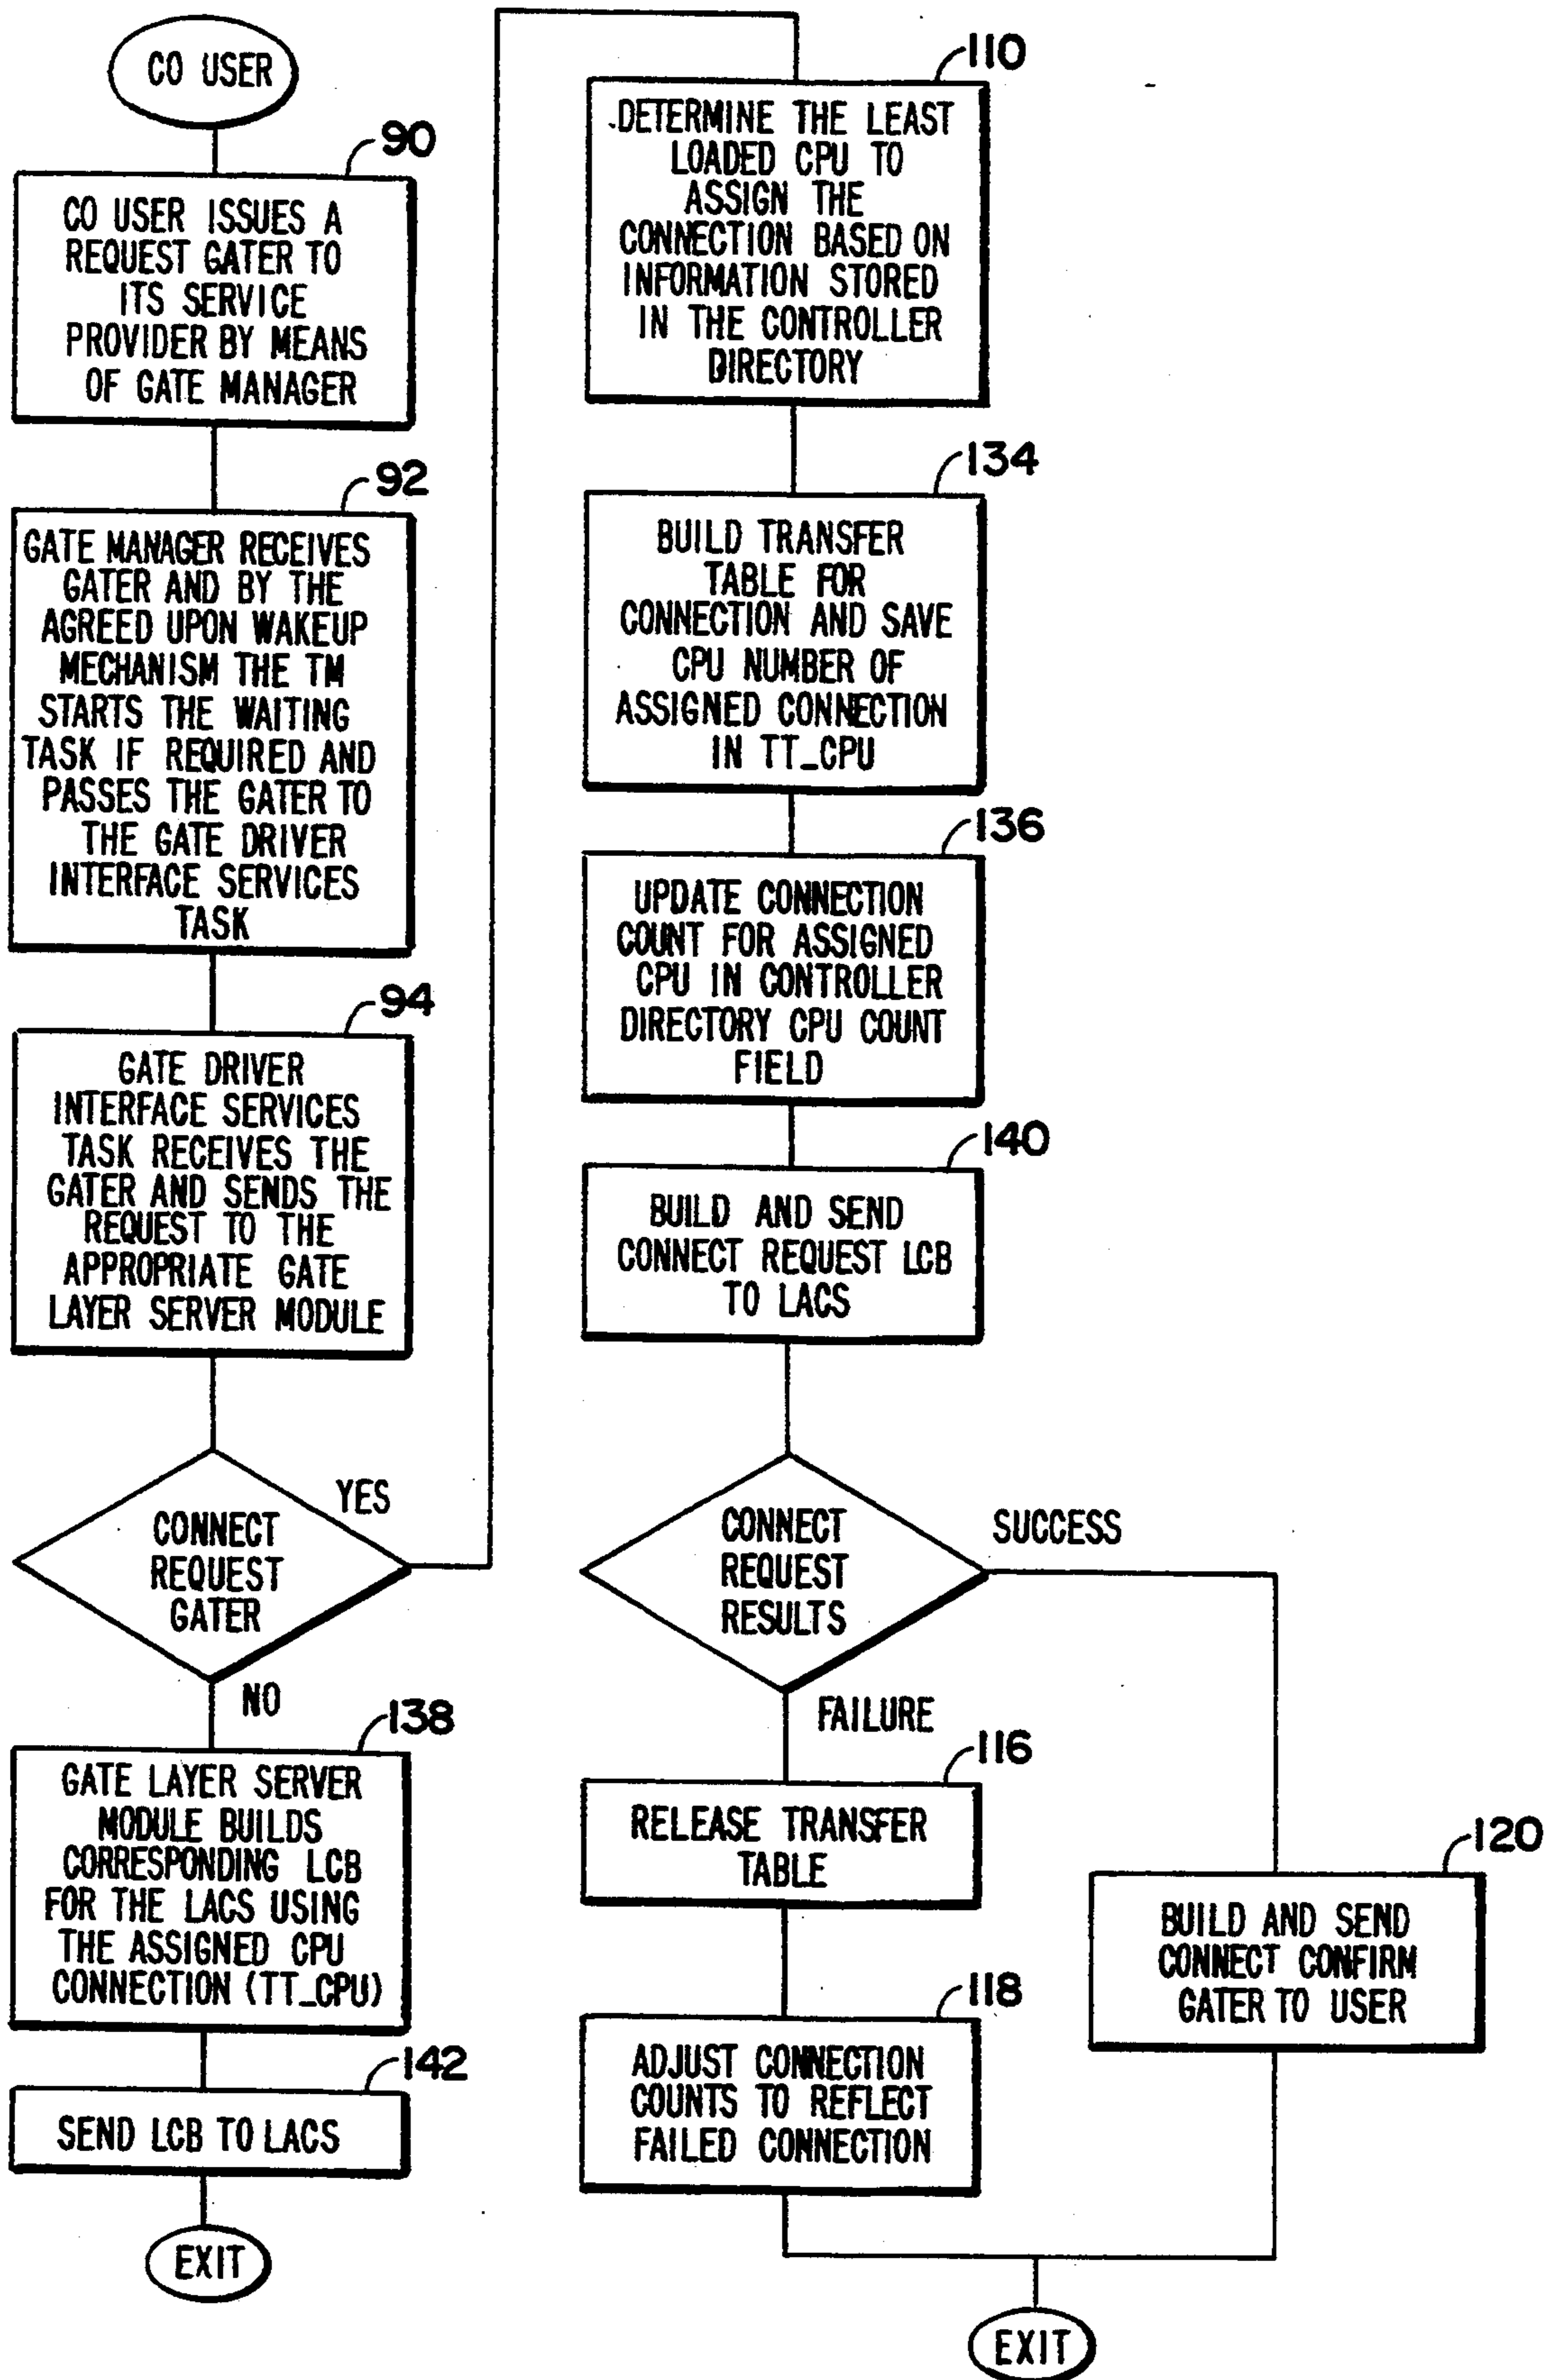 CO USER
90
CO USER ISSUES A
REQUEST GATER TO
ITS SERVICE
PROVIDER BY MEANS
OF GATE MANAGER
92
GATE MANAGER RECEIVES
GATER AND BY THE
AGREED UPON WAKEUP
MECHANISM THE TM
STARTS THE WAITING
TASK IF REQUIRED AND
PASSES THE GATER TO
THE GATE DRIVER
INTERFACE SERVICES
TASK
94
GATE DRIVER
INTERFACE SERVICES
TASK RECEIVES THE
GATER AND SENDS THE
REQUEST TO THE
APPROPRIATE GATE
LAYER SERVER MODULE
YES
CONNECT
REQUEST
GATER
NO
138
GATE LAYER SERVER
MODULE BUILDS
CORRESPONDING LCB
FOR THE LACS USING
THE ASSIGNED CPU
CONNECTION (TT_CPU)
142
SEND LCB TO LACS
EXIT
110
DETERMINE THE LEAST
LOADED CPU TO
ASSIGN THE
CONNECTION BASED ON
INFORMATION STORED
IN THE CONTROLLER
DIRECTORY
134
BUILD TRANSFER
TABLE FOR
CONNECTION AND SAVE
CPU NUMBER OF
ASSIGNED CONNECTION
IN TT_CPU
136
UPDATE CONNECTION
COUNT FOR ASSIGNED
CPU IN CONTROLLER
DIRECTORY CPU COUNT
FIELD
140
BUILD AND SEND
CONNECT REQUEST LCB
TO LACS
CONNECT
REQUEST
RESULTS
SUCCESS
FAILURE
116
RELEASE TRANSFER
TABLE
118
ADJUST CONNECTION
COUNTS TO REFLECT
FAILED CONNECTION
120
BUILD AND SEND
CONNECT CONFIRM
GATER TO USER
EXIT